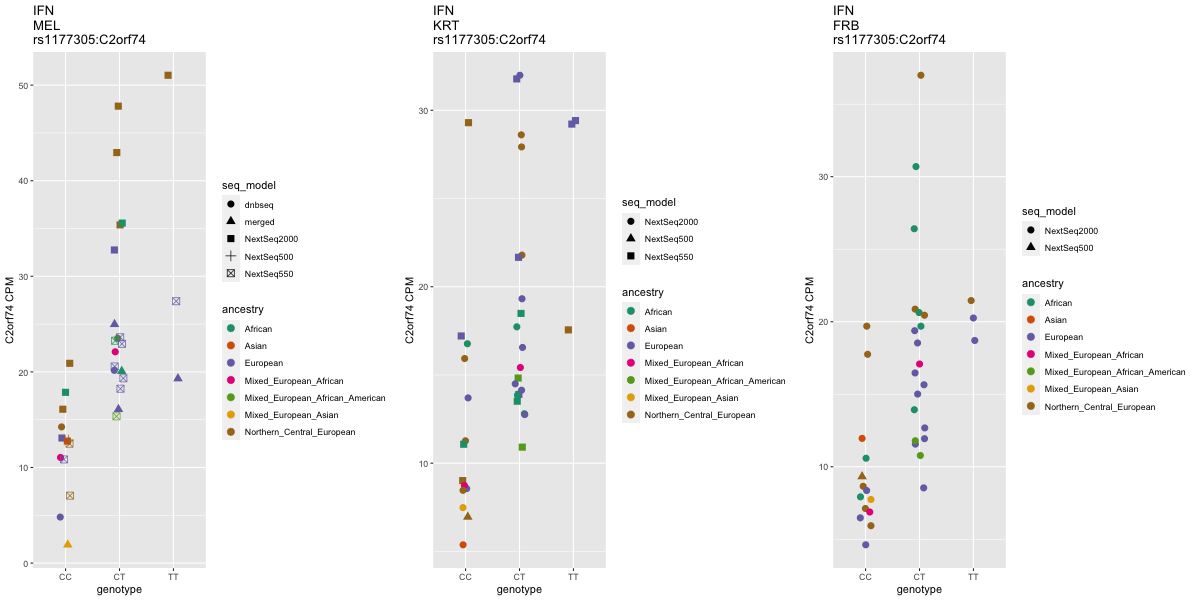 IFN
MEL
rs1177305:C2orf74
C2orf74 CPM
50
40
30
20
10
0
CC
CT
TT
genotype
seq_model
dnbseq
merged
NextSeq2000
NextSeq500
NextSeq550
ancestry
African
Asian
European
Mixed_European_African
Mixed_European_African_American
Mixed_European_Asian
Northern_Central_European
IFN
KRT
rs1177305:C2orf74
C2orf74 CPM
30
20
10
CC
CT
TT
genotype
seq_model
NextSeq2000
NextSeq500
NextSeq550
ancestry
African
Asian
European
Mixed_European_African
Mixed_European_African_American
Mixed_European_Asian
Northern_Central_European
IFN
FRB
rs1177305:C2orf74
C2orf74 CPM
30
20
10
CC
CT
TT
genotype
seq_model
NextSeq2000
NextSeq500
ancestry
African
Asian
European
Mixed_European_African
Mixed_European_African_American
Mixed_European_Asian
Northern_Central_European